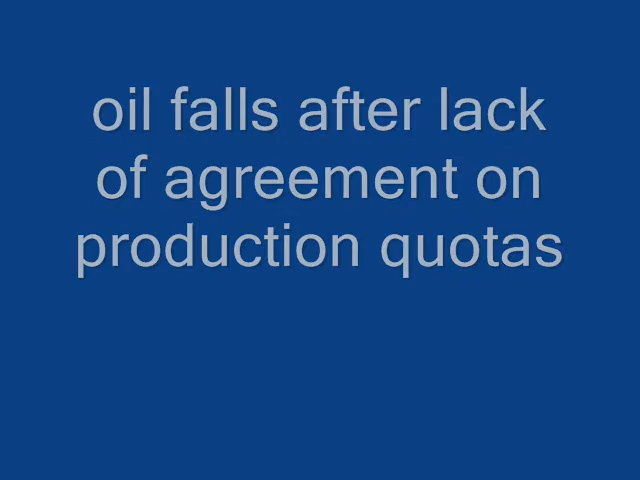 oil falls after lack
of agreement on
production quotas